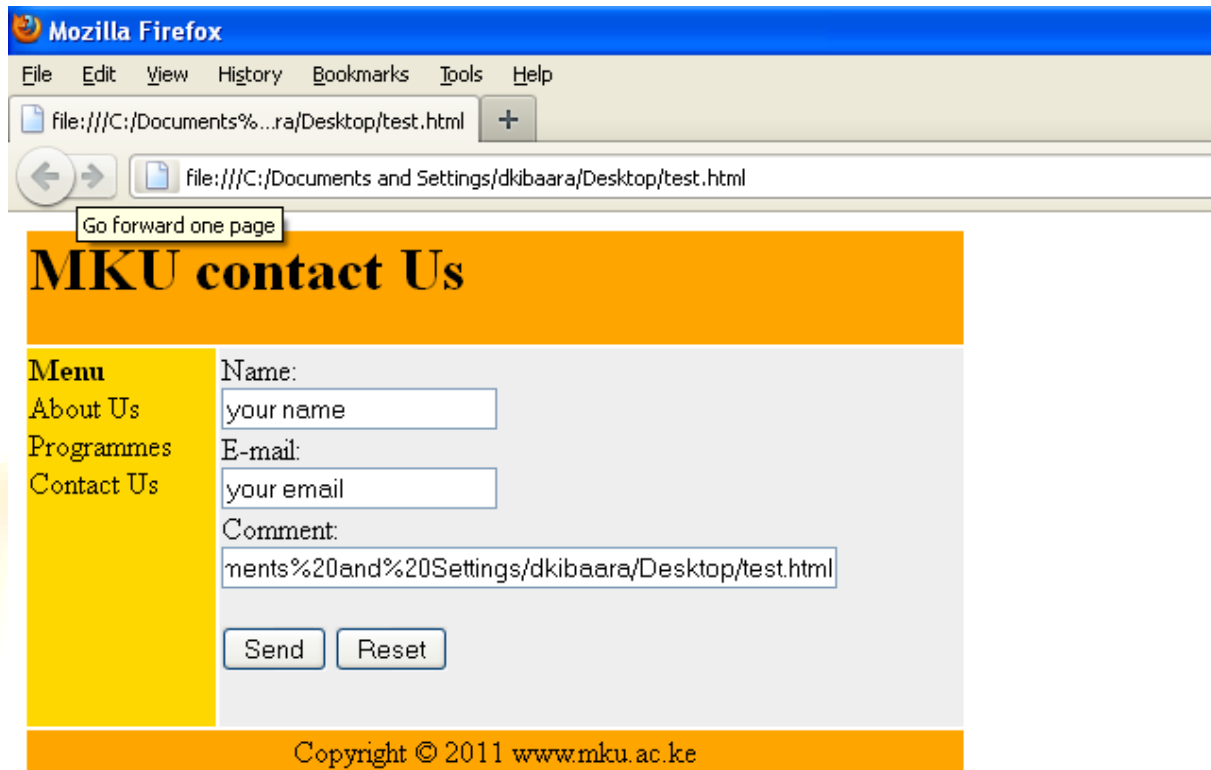 Mozilla Firefox
File Edit View History Bookmarks Tools Help
file:///C:/Documents%...ra/Desktop/test.html +
file:///C:/Documents and Settings/dkibaara/Desktop/test.html
Go forward one page
MKU contact Us
Menu
About Us
Programmes
Contact Us
Name:
your name
E-mail:
your email
Comment:
ments%20and%20Settings/dkibaara/Desktop/test.html
Send Reset
Copyright © 2011 www.mku.ac.ke